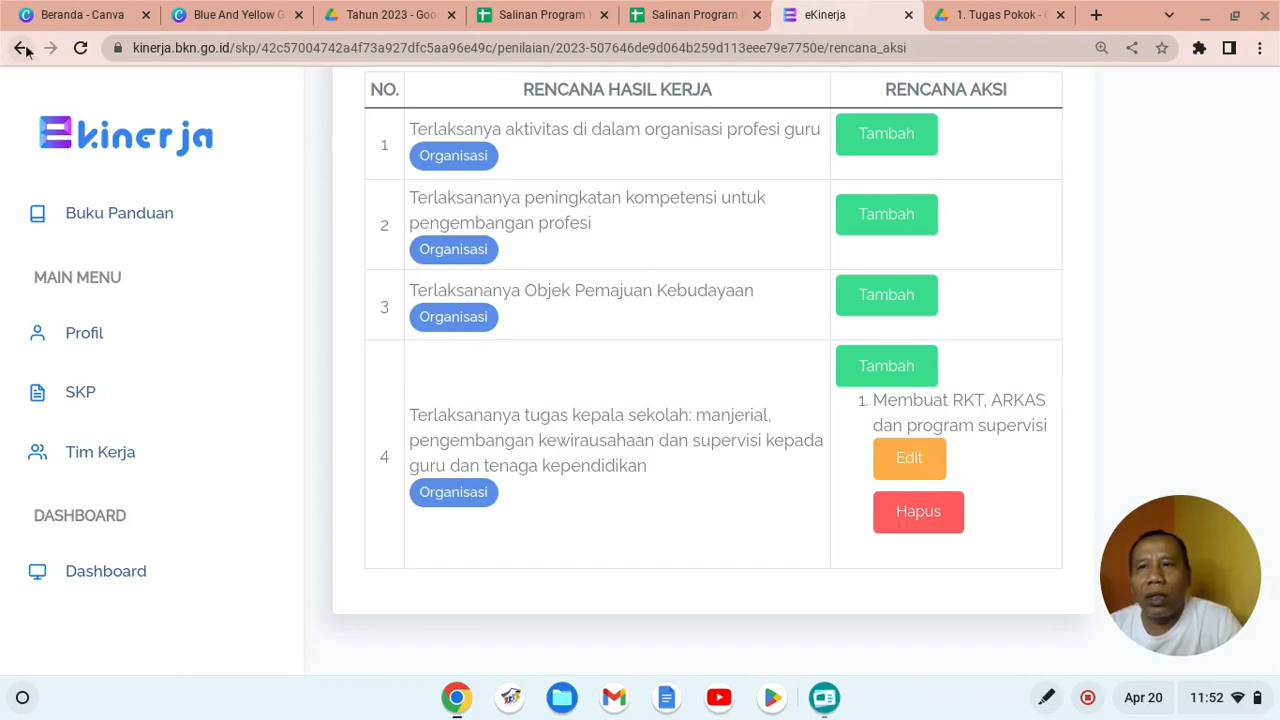 Beranda - Canva
Blue And Yellow G
Tahun 2023 - Goo
Salinan Program
Salinan Program
eKinerja
1. Tugas Pokok - G
kinerja.bkn.go.id/skp/42c57004742a4f73a927dfc5aa96e49c/penilaian/2023-507646de9d064b259d1113eee79e7750e/rencana_aksi
Ekinerja
Buku Panduan
MAIN MENU
Profil
SKP
Tim Kerja
DASHBOARD
Dashboard
NO. RENCANA HASIL KERJA RENCANA AKSI
1 Terlaksanya aktivitas di dalam organisasi profesi guru
Organisasi
Tambah
2 Terlaksananya peningkatan kompetensi untuk
pengembangan profesi
Organisasi
Tambah
3 Terlaksananya Objek Pemajuan Kebudayaan
Organisasi
Tambah
4 Terlaksananya tugas kepala sekolah: manjerial,
pengembangan kewirausahaan dan supervisi kepada
guru dan tenaga kependidikan
Organisasi
Tambah
1. Membuat RKT, ARKAS
dan program supervisi
Edit
Hapus
Apr 20 11:52